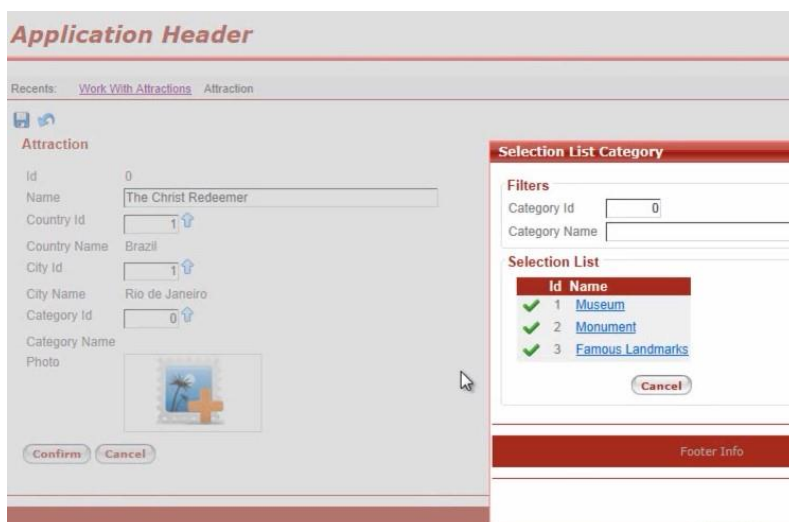 Application Header
Recents: Work With Attractions Attraction
Attraction
Id 0
Name The Christ Redeemer
Country Id 1
Country Name Brazil
City Id 1
City Name Rio de Janeiro
Category Id 0
Category Name
Photo
Confirm Cancel
Selection List Category
Filters
Category Id 0
Category Name
Selection List
Id Name
1 Museum
2 Monument
3 Famous Landmarks
Cancel
Footer Info